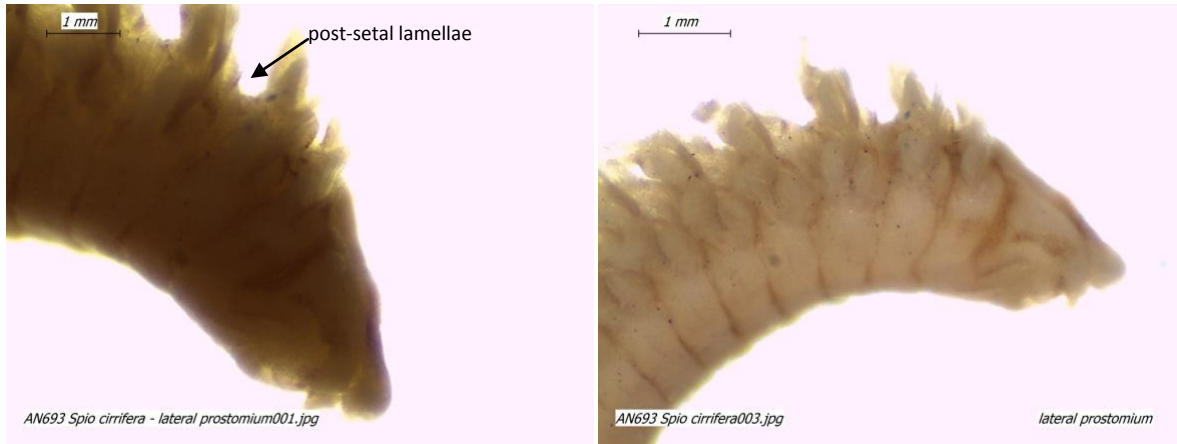 1 mm
post-setal lamellae
AN693 Spio cirrifera - lateral prostomium001.jpg
1 mm
AN693 Spio cirrifera003.jpg
lateral prostomium